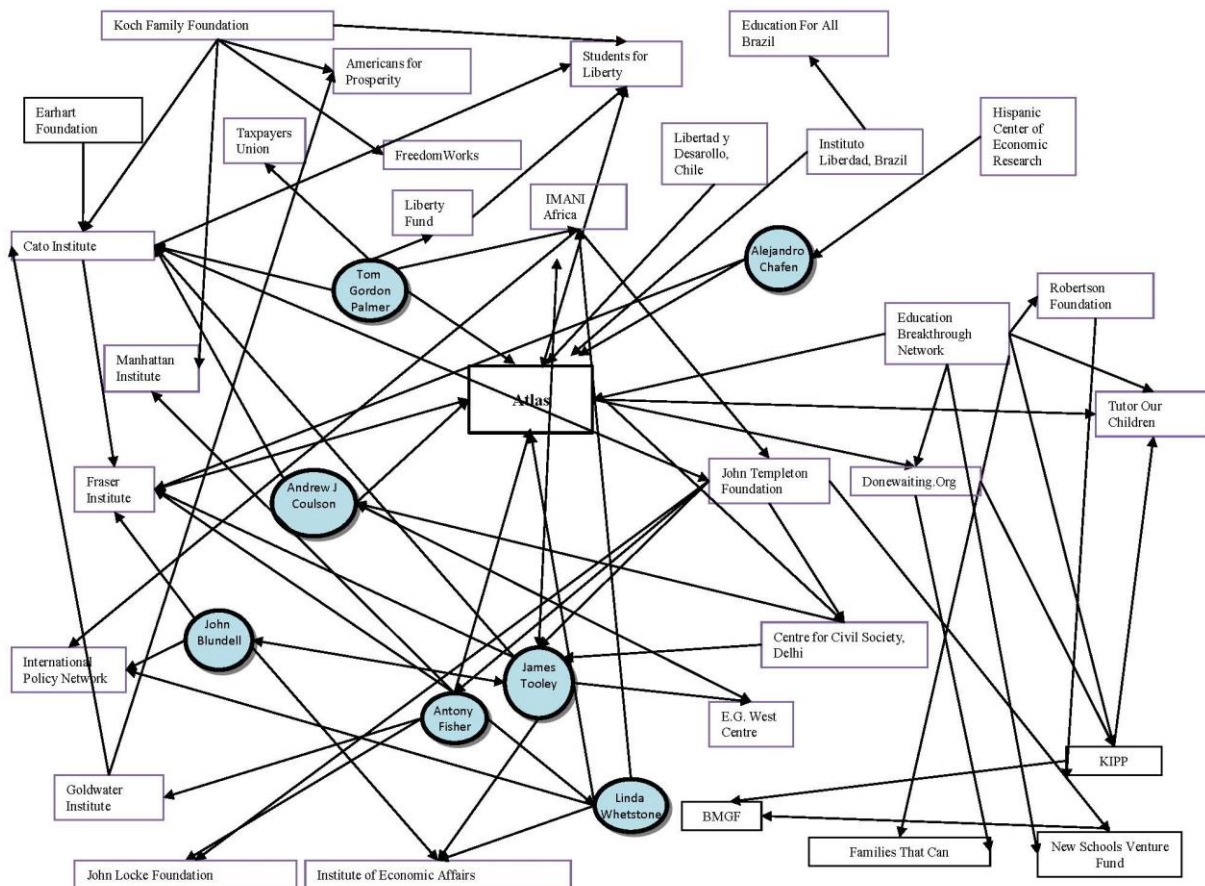 Koch Family Foundation
Education For All
Brazil
Students for
Liberty
Americans for
Prosperity
Earhart
Foundation
Taxpayers
Union
FreedomWorks
Libertad y
Desarollo,
Chile
Instituto
Liberdad, Brazil
Hispanic
Center of
Economic
Research
Liberty
Fund
IMANI
Africa
Cato Institute
Tom
Gordon
Palmer
Alejandro
Chafen
Robertson
Foundation
Education
Breakthrough
Network
Manhattan
Institute
Atlas
Tutor Our
Children
Fraser
Institute
Andrew J
Coulson
John Templeton
Foundation
Donewaiting.Org
John
Blundell
International
Policy Network
James
Tooley
Centre for Civil Society,
Delhi
Antony
Fisher
E.G. West
Centre
Goldwater
Institute
Linda
Whetstone
KIPP
BMGF
Families That Can
New Schools Venture
Fund
John Locke Foundation
Institute of Economic Affairs